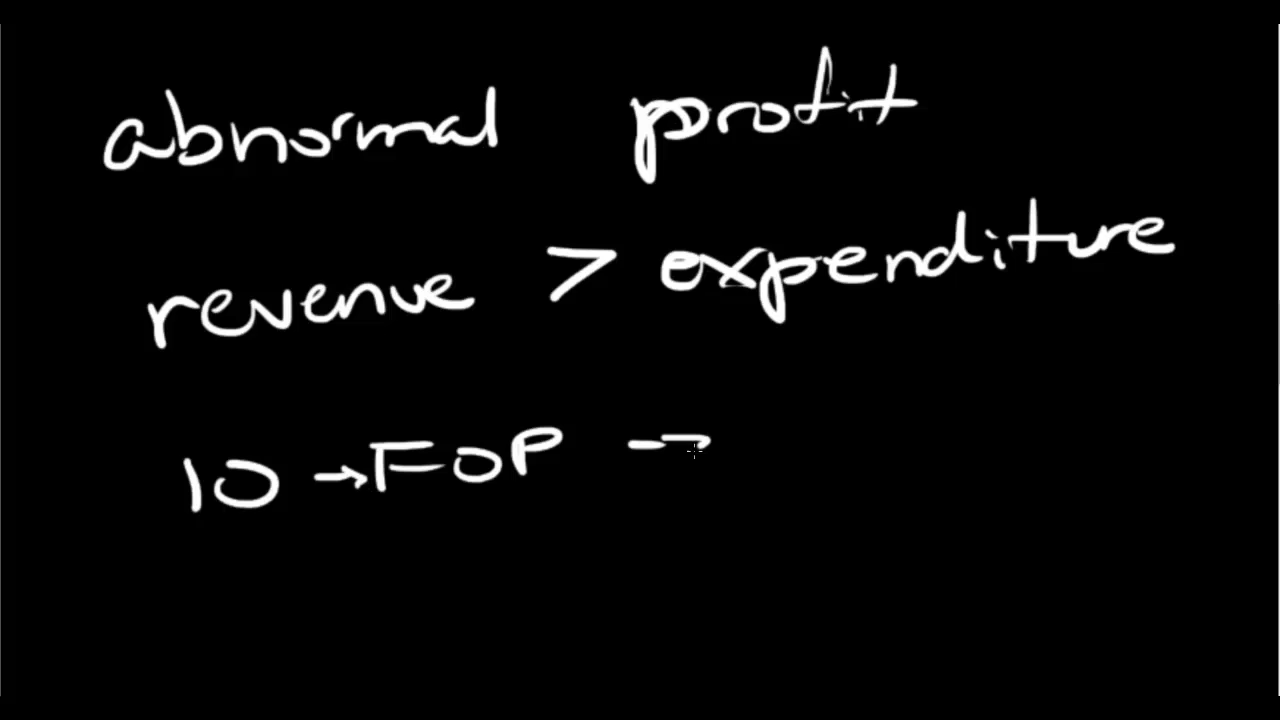 abnormal profit
revenue > expenditure
10 → FOP →